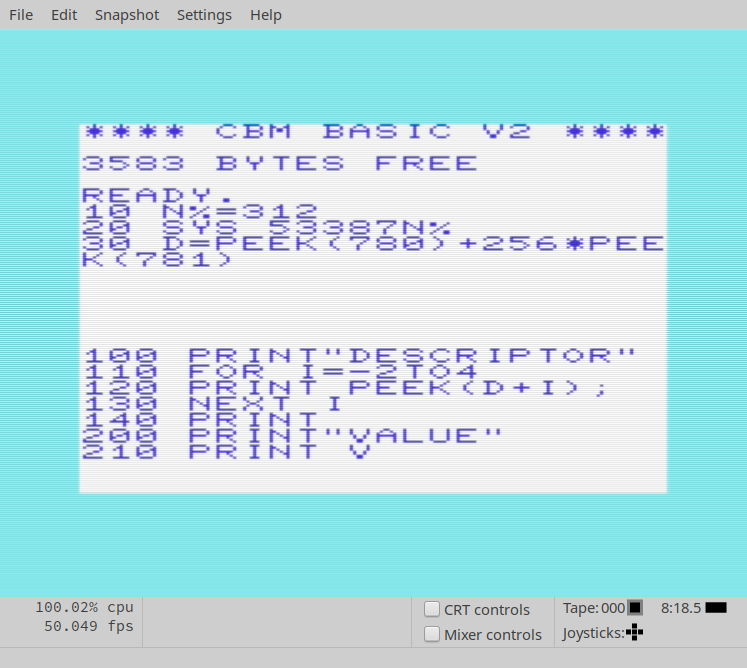 File Edit Snapshot Settings Help
**** CBM BASIC V2 ****
3583 BYTES FREE
READY.
10 N%=312
20 SYS 53387N%
30 D=PEEK(780)+256*PEE
K(781)
100 PRINT"DESCRIPTOR"
110 FOR I=-2TO4
120 PRINT PEEK(D+I);
130 NEXT I
140 PRINT
200 PRINT"VALUE"
210 PRINT V
100.02% cpu
50.049 fps
CRT controls
Mixer controls
Tape: 000 8:18.5
Joysticks: